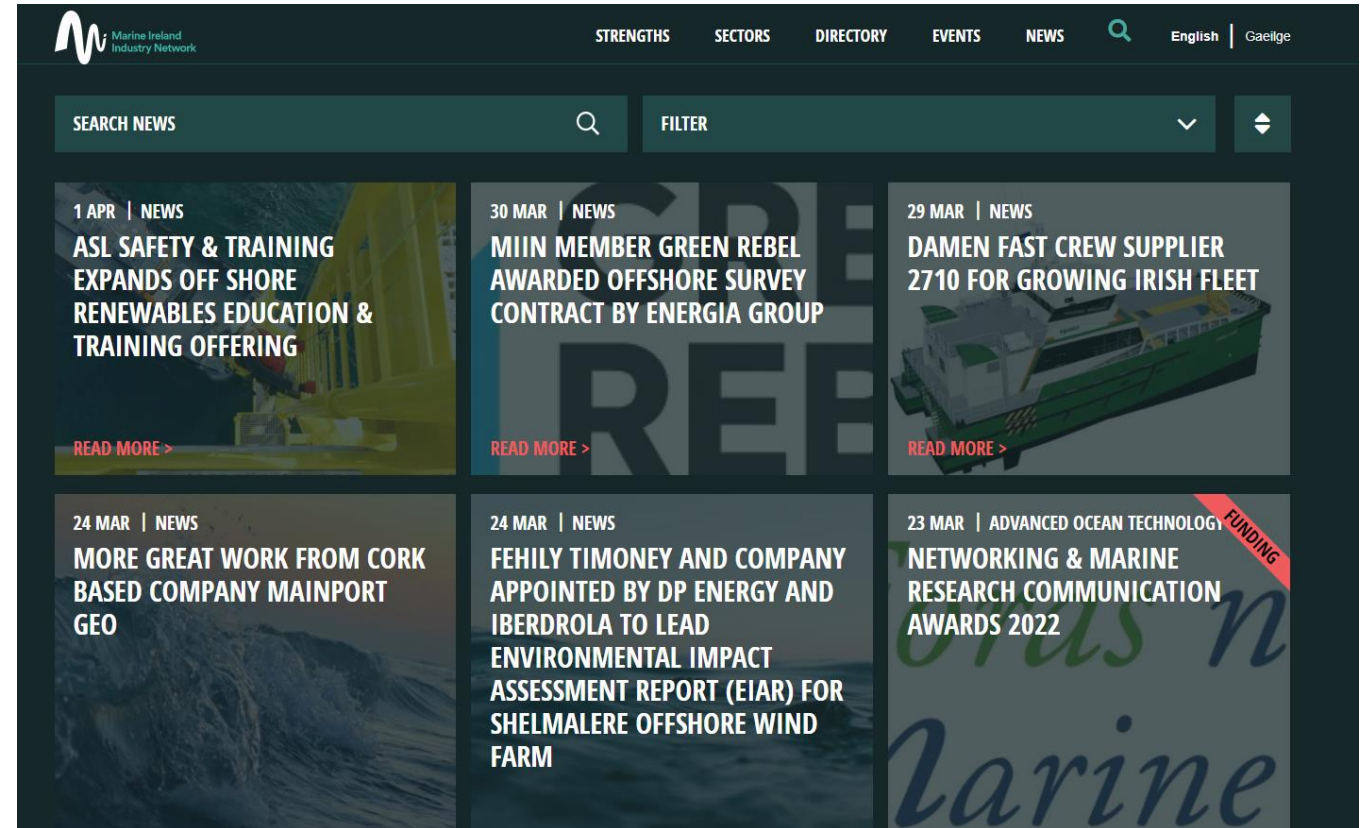 Marine Ireland
Industry Network
STRENGTHS
SECTORS
DIRECTORY
EVENTS
NEWS
English | Gaeilge
SEARCH NEWS
FILTER
1 APR | NEWS
ASL SAFETY & TRAINING
EXPANDS OFF SHORE
RENEWABLES EDUCATION &
TRAINING OFFERING
READ MORE >
30 MAR | NEWS
MIIN MEMBER GREEN REBEL
AWARDED OFFSHORE SURVEY
CONTRACT BY ENERGIA GROUP
GREE
REBE
READ MORE >
29 MAR | NEWS
DAMEN FAST CREW SUPPLIER
2710 FOR GROWING IRISH FLEET
READ MORE >
24 MAR | NEWS
MORE GREAT WORK FROM CORK
BASED COMPANY MAINPORT
GEO
24 MAR | NEWS
FEHILY TIMONEY AND COMPANY
APPOINTED BY DP ENERGY AND
IBERDROLA TO LEAD
ENVIRONMENTAL IMPACT
ASSESSMENT REPORT (EIAR) FOR
SHELMALERE OFFSHORE WIND
FARM
23 MAR | ADVANCED OCEAN TECHNOLOGY
FUNDING
NETWORKING & MARINE
RESEARCH COMMUNICATION
AWARDS 2022
Foras n
Marine